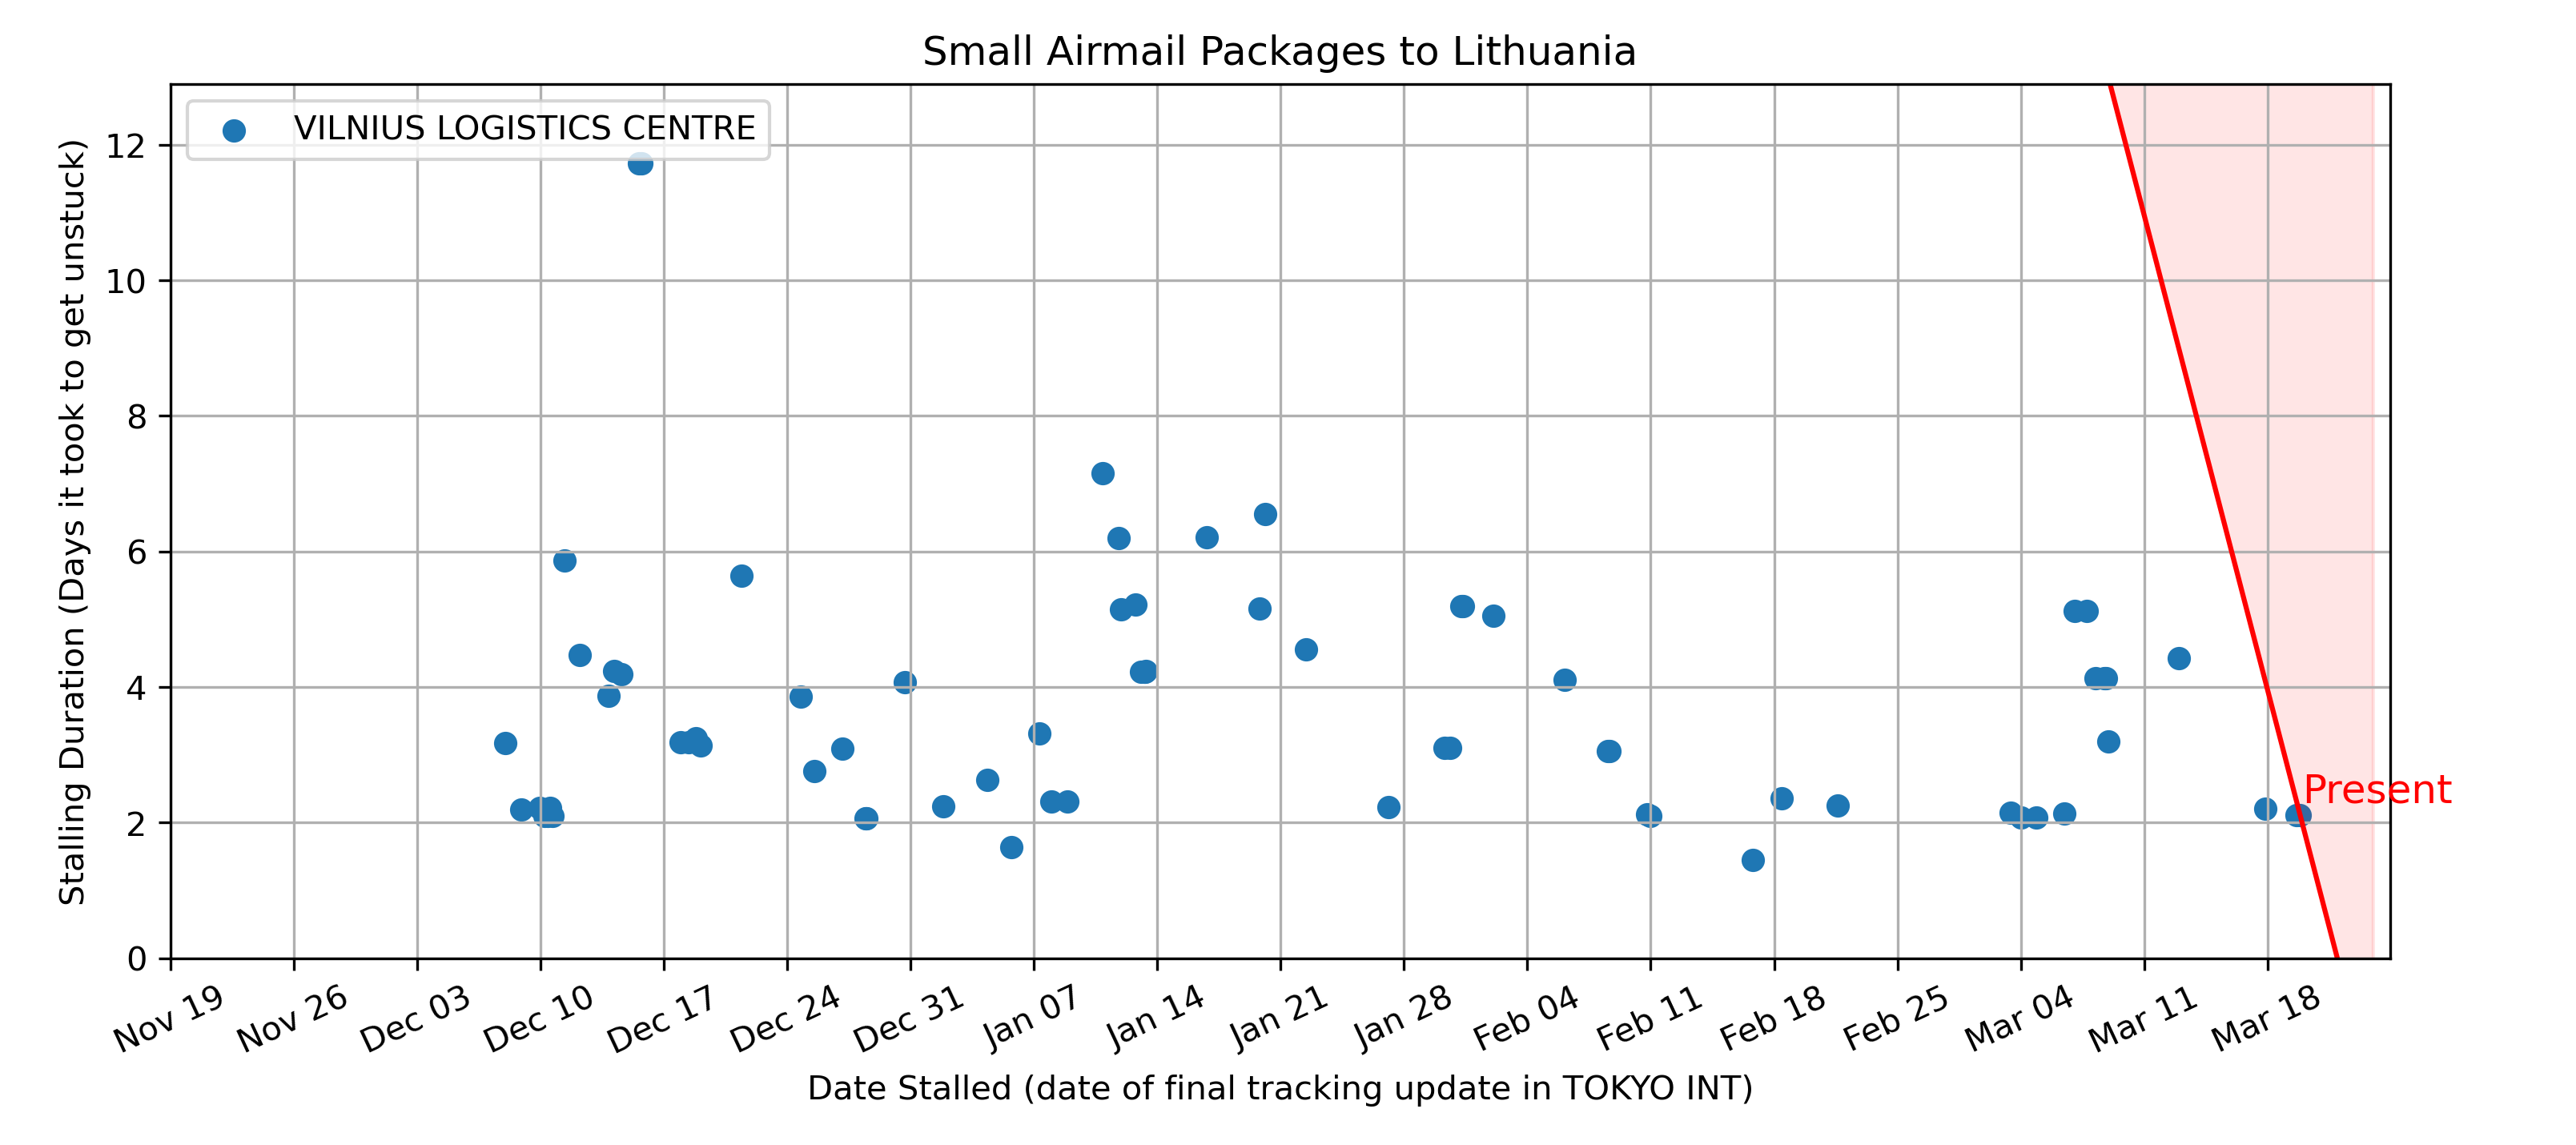 Small Airmail Packages to Lithuania
VILNIUS LOGISTICS CENTRE
Stalling Duration (Days it took to get unstuck)
12
10
8
6
4
2
0
Present
Nov 19
Nov 26
Dec 03
Dec 10
Dec 17
Dec 24
Dec 31
Jan 07
Jan 14
Jan 21
Jan 28
Feb 04
Feb 11
Feb 18
Feb 25
Mar 04
Mar 11
Mar 18
Date Stalled (date of final tracking update in TOKYO INT)